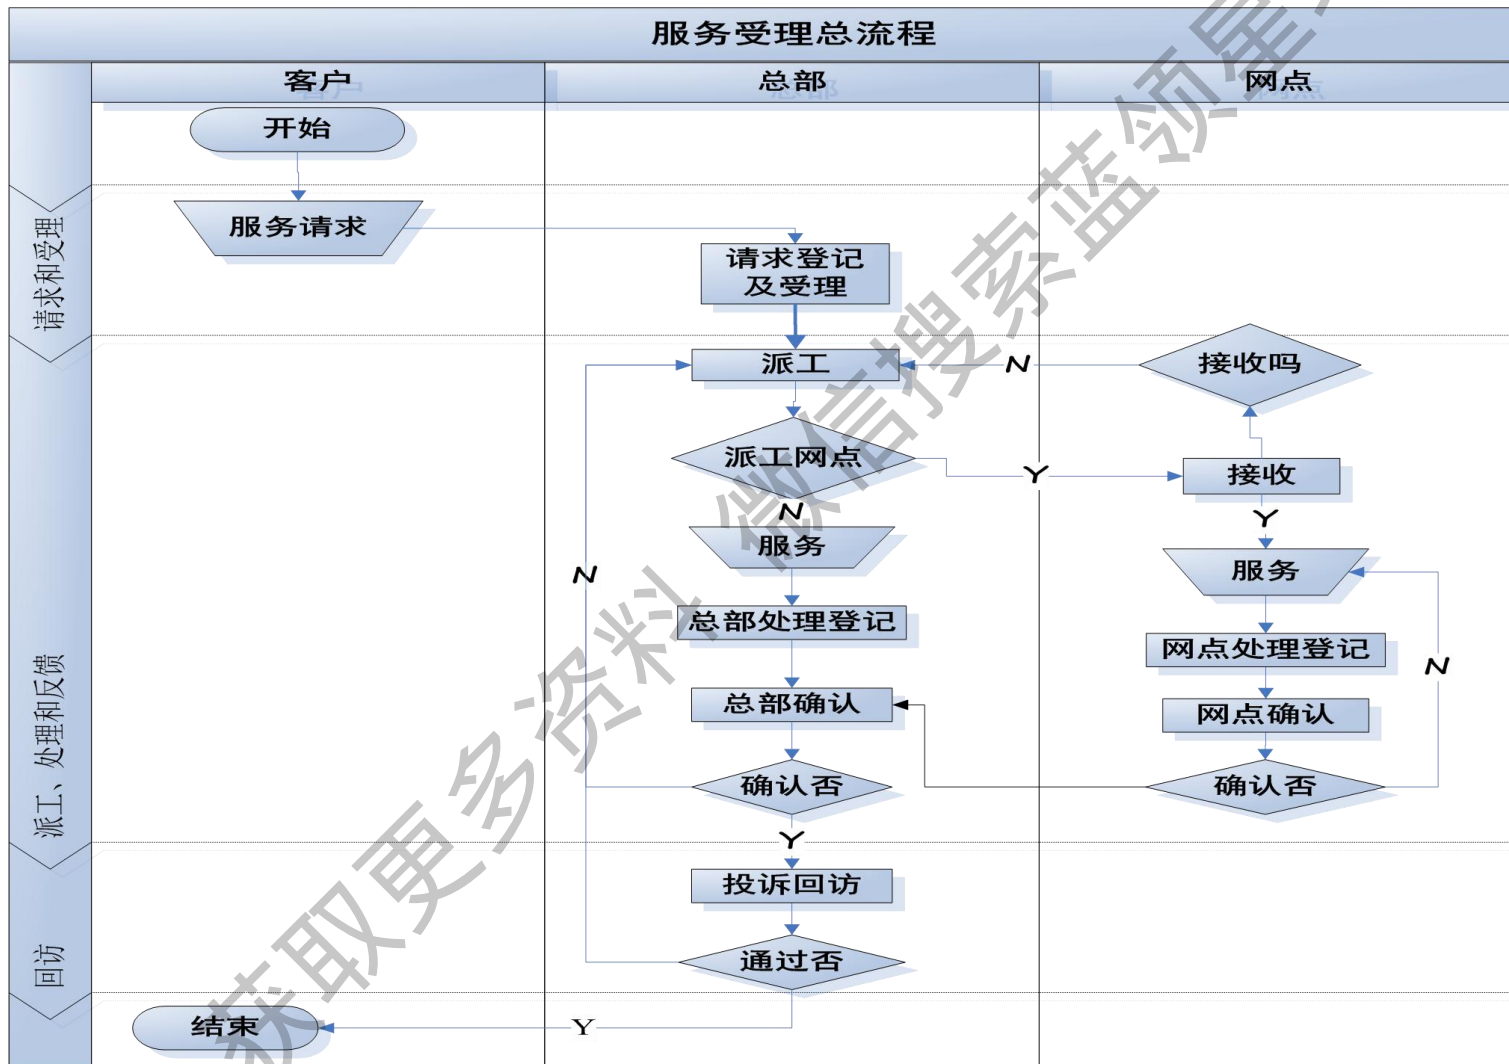 服务受理总流程
客户
总部
网点
开始
请求和受理
服务请求
请求登记
及受理
派工
N
接收吗
派工网点
Y
接收
N
Y
服务
服务
N
总部处理登记
网点处理登记
N
派工、处理和反馈
总部确认
网点确认
确认否
确认否
Y
投诉回访
回访
通过否
结束
Y
获取更多资料 微信搜索蓝领星